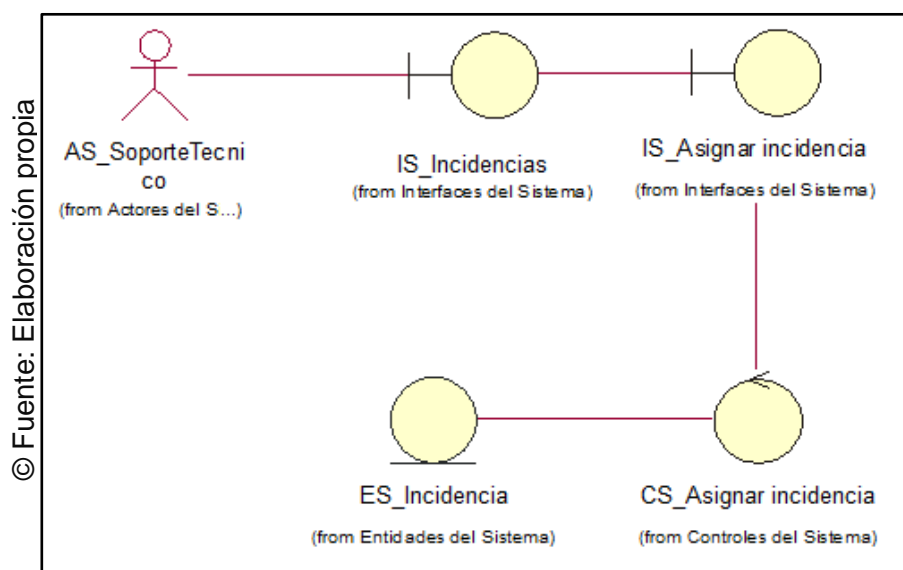 © Fuente: Elaboración propia
AS_SoporteTecni
co
(from Actores del S...)
IS_Incidencias
(from Interfaces del Sistema)
IS_Asignar incidencia
(from Interfaces del Sistema)
ES_Incidencia
(from Entidades del Sistema)
CS_Asignar incidencia
(from Controles del Sistema)